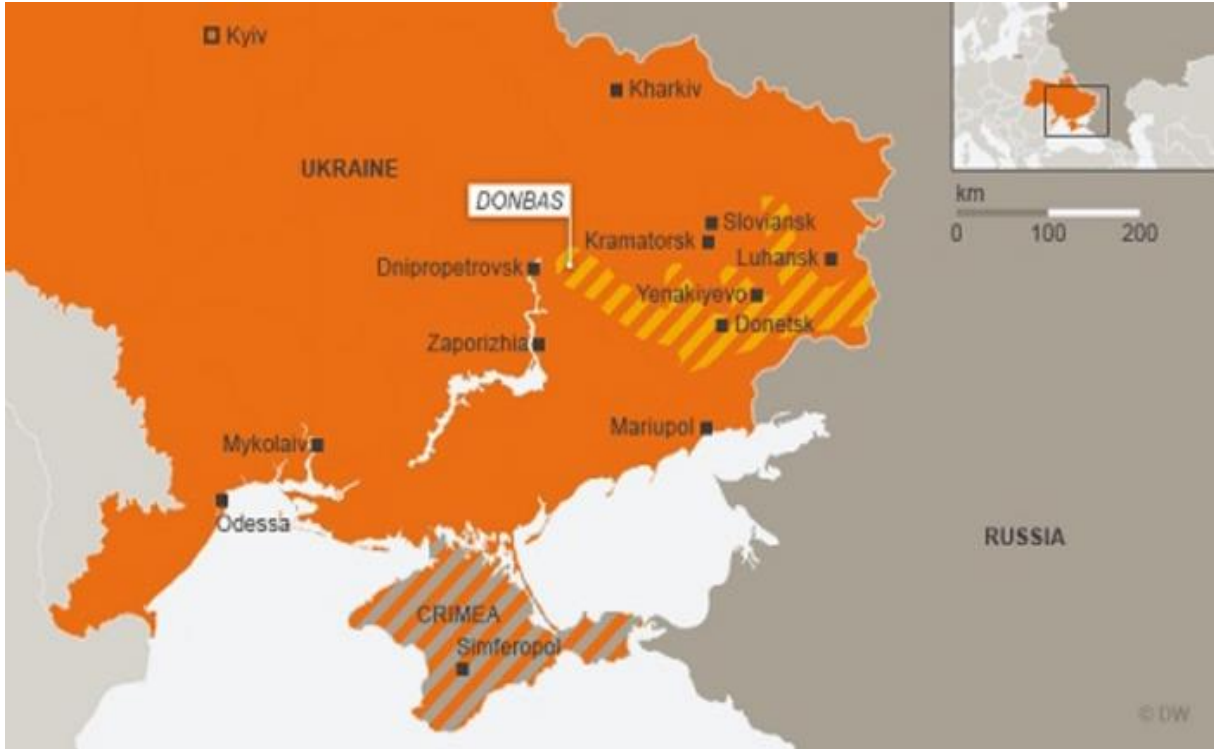 Kyiv
Kharkiv
UKRAINE
km
0 100 200
DONBAS
Sloviansk
Kramatorsk
Luhansk
Dnipropetrovsk
Yenakiyevo
Donetsk
Zaporizhia
Mariupol
Mykolaiv
Odessa
RUSSIA
CRIMEA
Simferopol
© DW